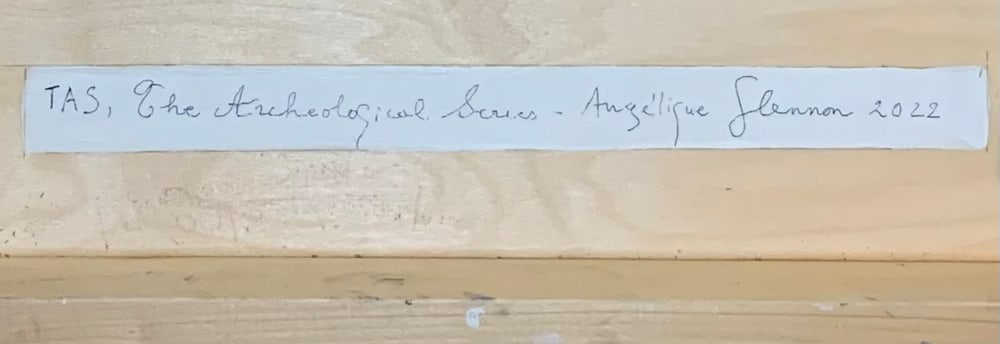 TAS, The Archeological Series - Angélique Glennon 2022